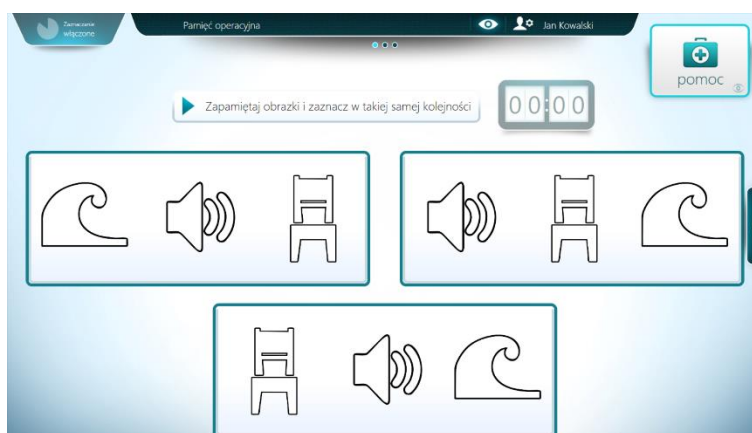 Zaznaczanie
włączone
Pamięć operacyjna
Jan Kowalski
pomoc
Zapamiętaj obrazki i zaznacz w takiej samej kolejności
00:00